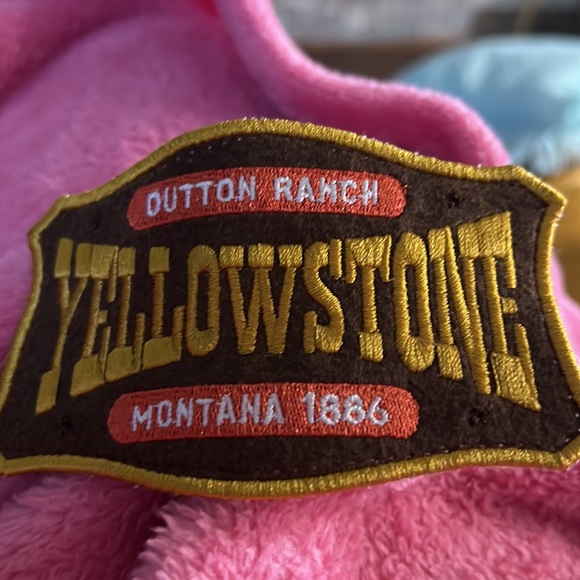 DUTTON RANCH
YELLOWSTONE
MONTANA 1886